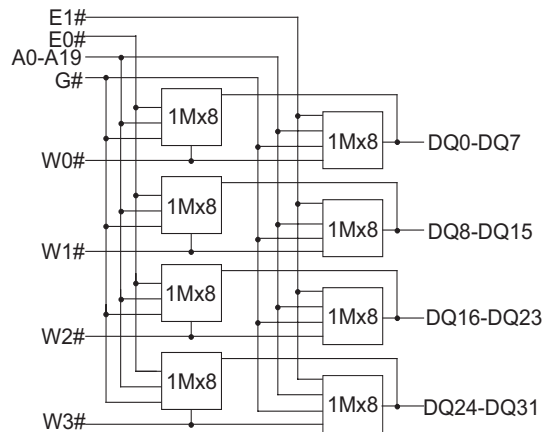 E1#
E0#
A0-A19
G#
1Mx8
1Mx8
W0#
DQ0-DQ7
1Mx8
1Mx8
W1#
DQ8-DQ15
1Mx8
1Mx8
W2#
DQ16-DQ23
1Mx8
1Mx8
W3#
DQ24-DQ31